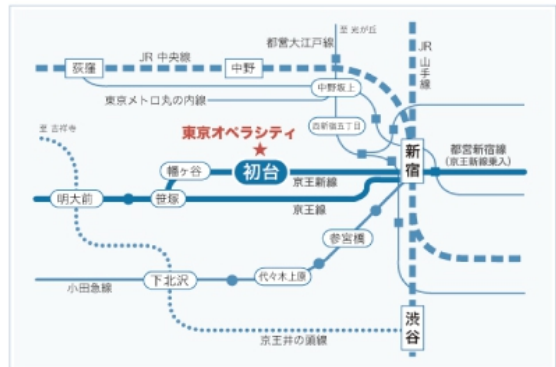 至 光が丘
都営大江戸線
JR 山手線
JR 中央線
荻窪
中野
中野坂上
東京メトロ丸の内線
西新宿五丁目
至 吉祥寺
東京オペラシティ
新宿
都営新宿線
(京王新線乗入)
幡ヶ谷
初台
京王新線
明大前
笹塚
京王線
参宮橋
下北沢
代々木上原
小田急線
渋谷
京王井の頭線